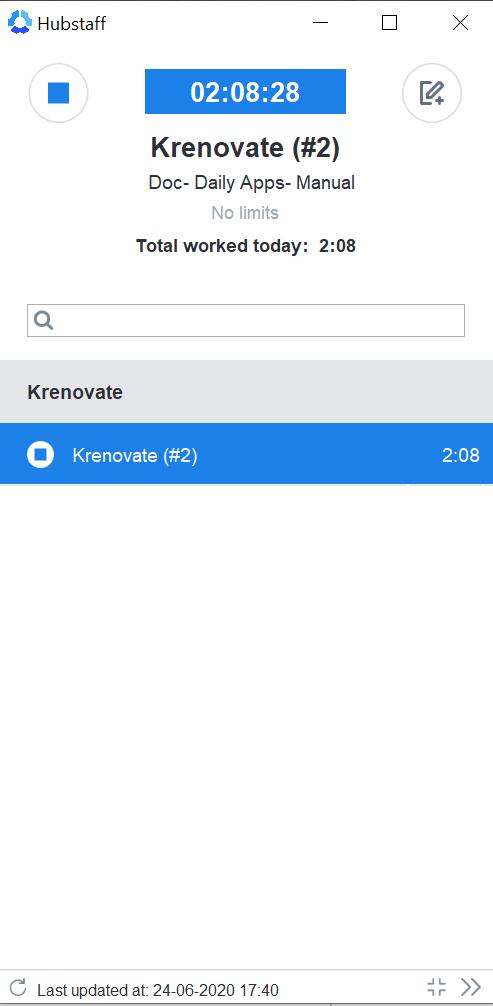 Hubstaff
02:08:28
Krenovate (#2)
Doc- Daily Apps- Manual
No limits
Total worked today: 2:08
Krenovate
Krenovate (#2) 2:08
Last updated at: 24-06-2020 17:40